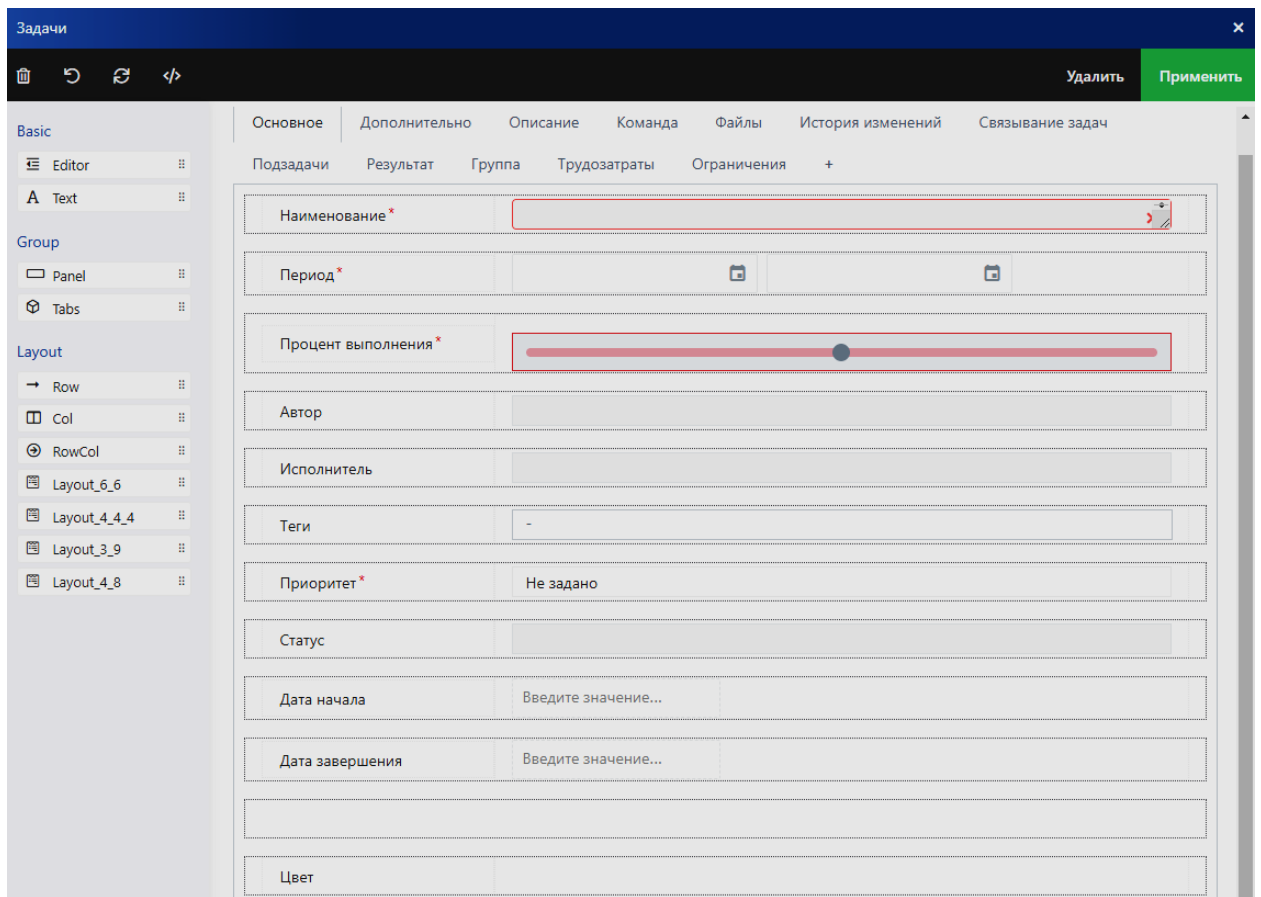 Задачи
Удалить Применить
Basic
Editor
Text
Group
Panel
Tabs
Layout
Row
Col
RowCol
Layout_6_6
Layout_4_4_4
Layout_3_9
Layout_4_8
Основное Дополнительно Описание Команда Файлы История изменений Связывание задач
Подзадачи Результат Группа Трудозатраты Ограничения +
Наименование*
Период*
Процент выполнения*
Автор
Исполнитель
Теги -
Приоритет* Не задано
Статус
Дата начала Введите значение...
Дата завершения Введите значение...
Цвет